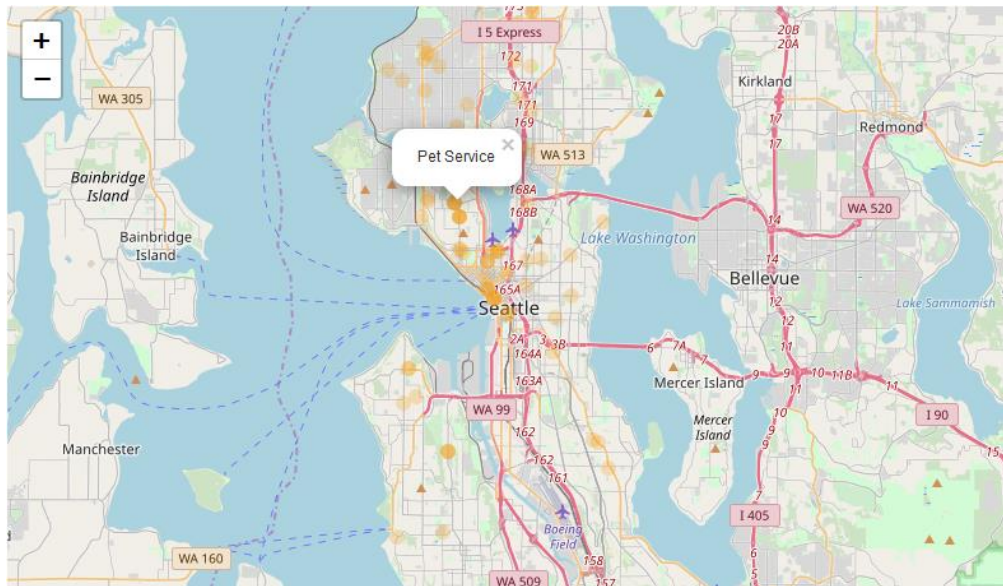 +
−
173
I 5 Express
20B
20A
172
Kirkland
171
171
17
WA 305
169
17
Redmond
Pet Service
×
WA 513
Bainbridge
Island
168A
168B
WA 520
14
Bainbridge
Island
Lake Washington
14
167
14
Bellevue
165A
12
Lake Sammamish
Seattle
12
2A
3
3B
11
164A
6
7A
7
163A
Mercer Island
9
9
10
11B
11
11
WA 99
10
Mercer
Island
9
9
I 90
162
Manchester
15
162
161
7
I 405
Boeing
Field
6
WA 160
158
5
WA 509
157